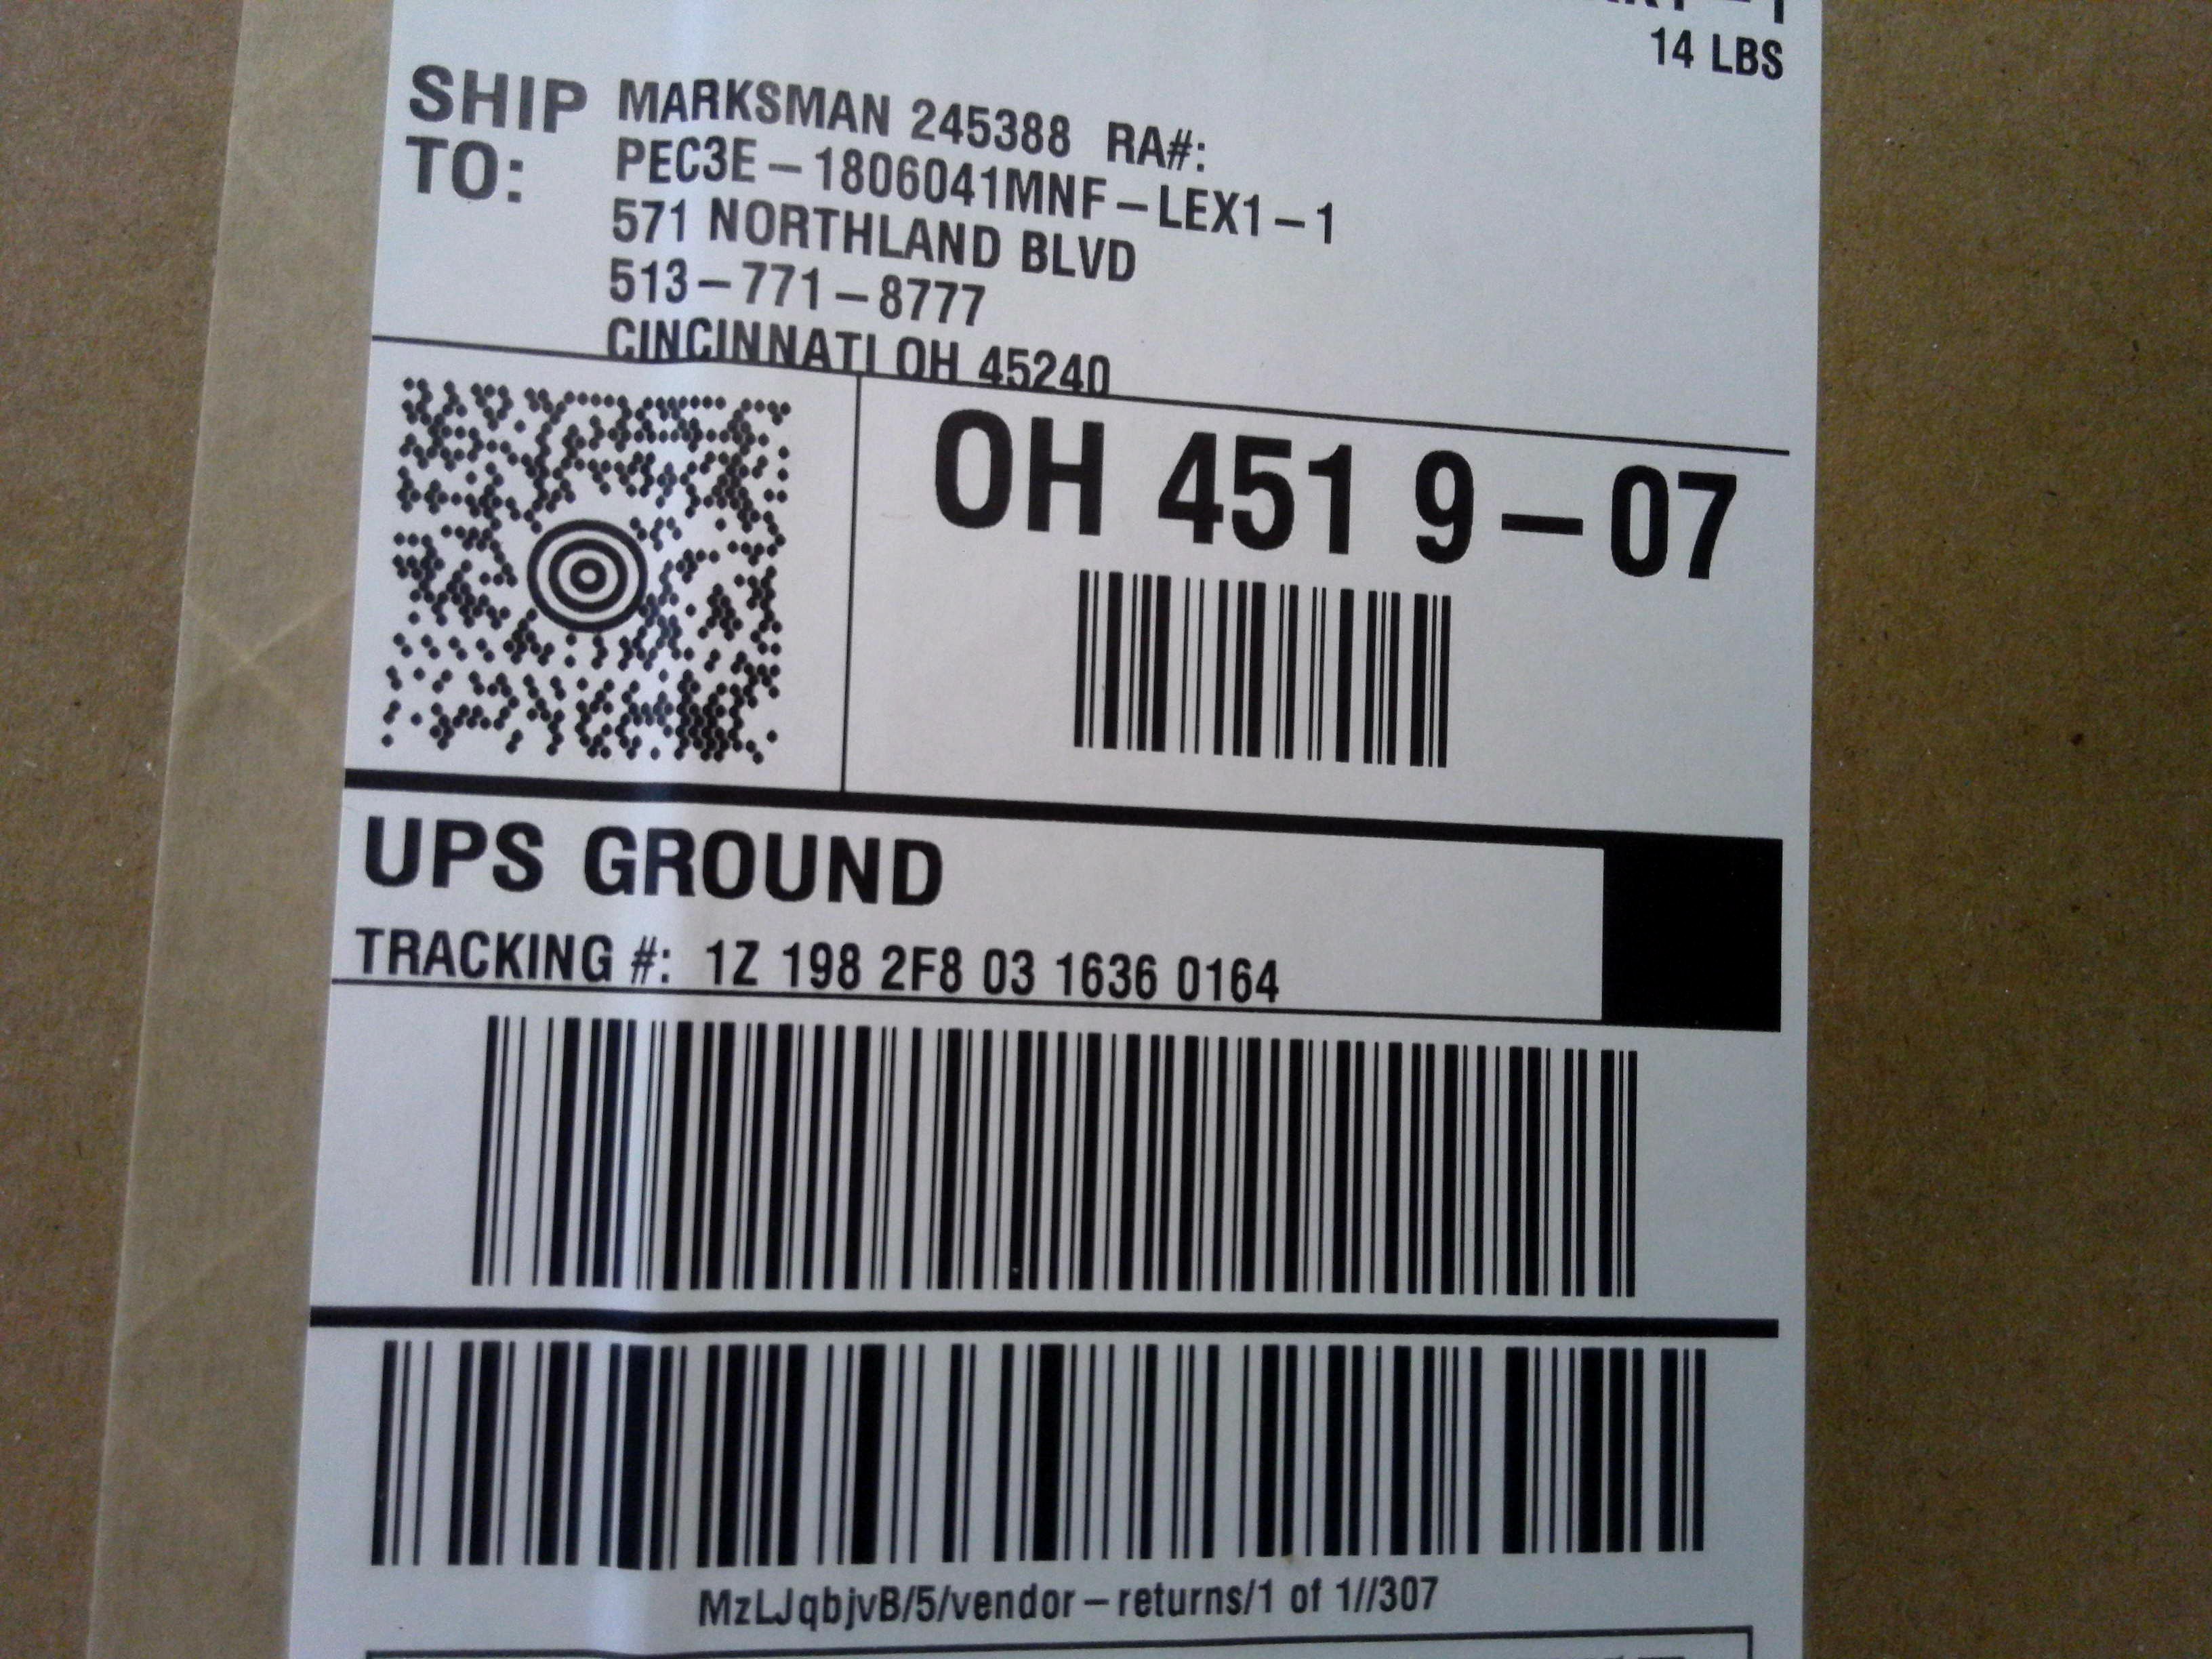 14 LBS
SHIP
TO:
MARKSMAN 245388 RA#:
PEC3E-1806041MNF-LEX1-1
571 NORTHLAND BLVD
513-771-8777
CINCINNATI OH 45240
OH 451 9-07
UPS GROUND
TRACKING #: 1Z 198 2F8 03 1636 0164
MzLJqbjvB/5/vendor-returns/1 of 1//307